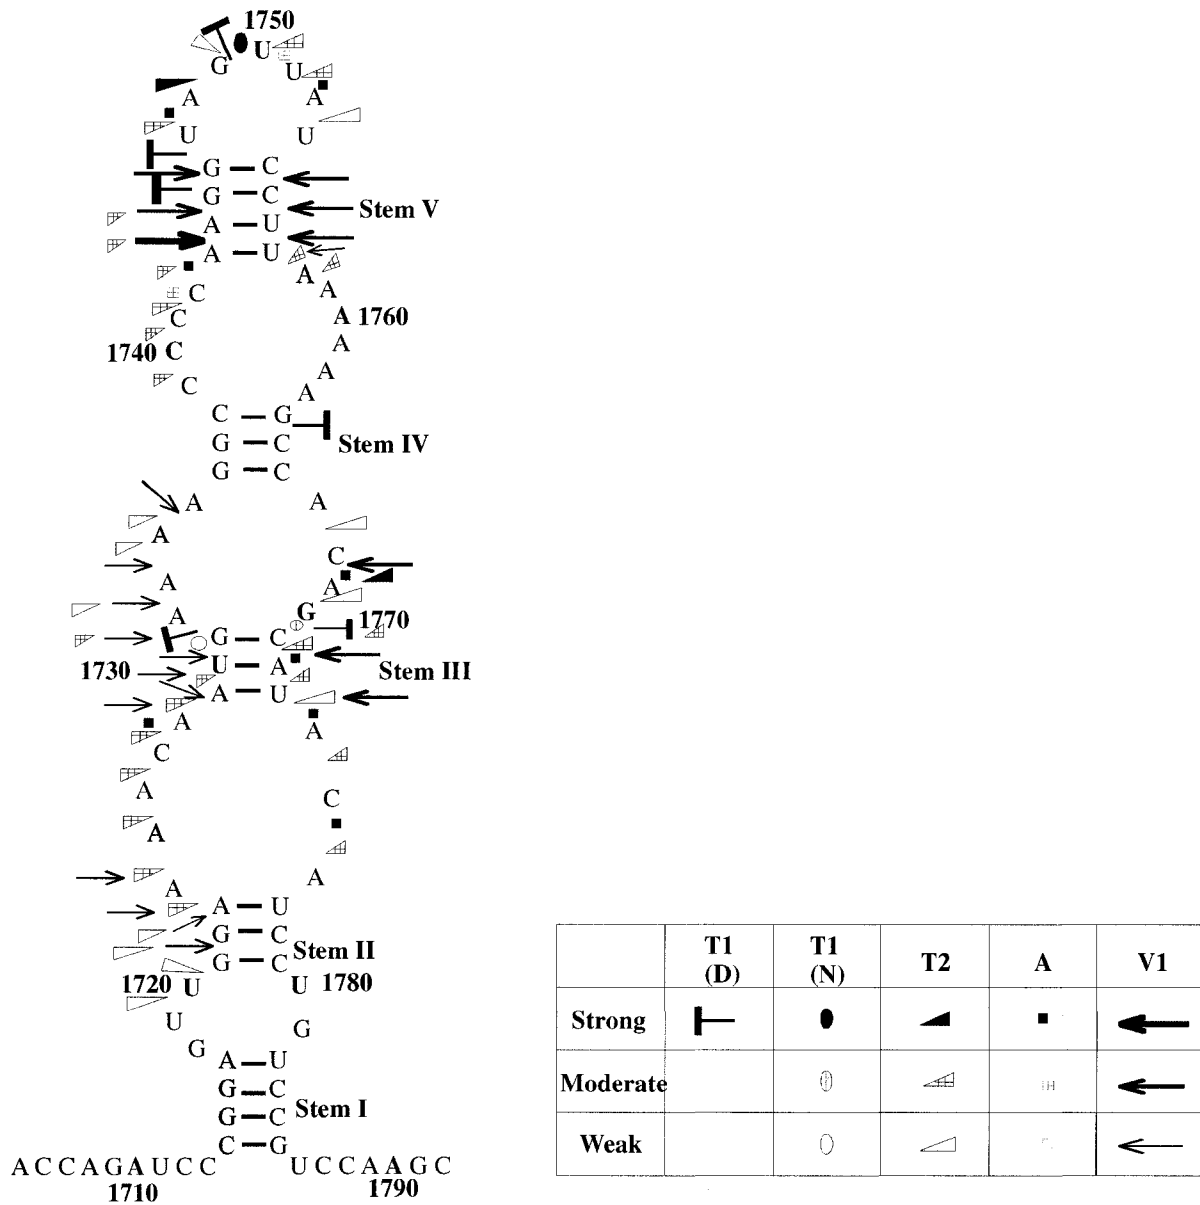 1750
G U
U
A A
U U
G C
G C
A U Stem V
A U
A
C A
C A 1760
1740 C A
A
C A
C G
G C Stem IV
G C
A A
A
C
A A
A G
1770
G C
1730 U A Stem III
A U
A A
C
A C
A
A A
A U
G C Stem II
G C
1720 U U 1780
U G
G
A U
G C
G C Stem I
C G
A C C A G A U C C U C C A A G C
1710 1790
T1 (D) T1 (N) T2 A V1
Strong
Moderate
Weak